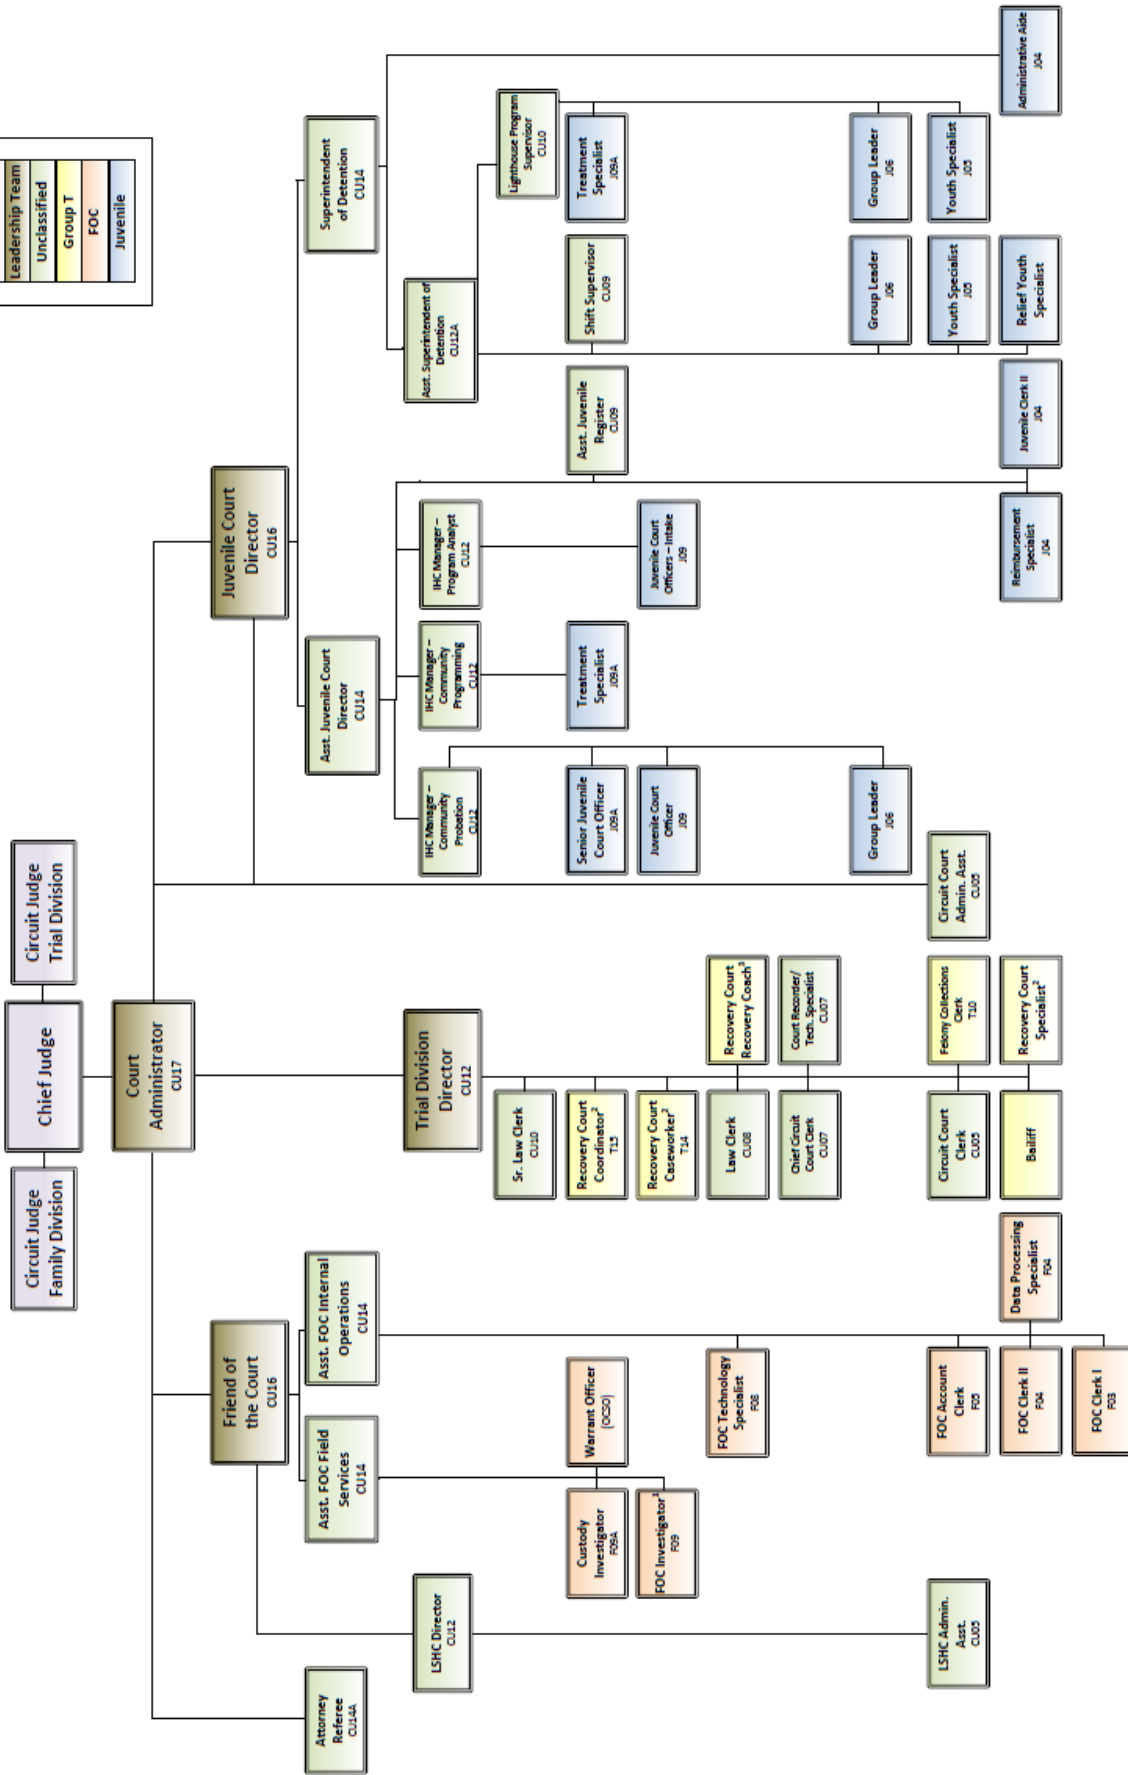 Leadership Team
Unclassified
Group T
FOC
Juvenile
Circuit Judge
Family Division
Chief Judge
Circuit Judge
Trial Division
Court
Administrator
CU17
Friend of
the Court
CU16
Juvenile Court
Director
CU16
Attorney
Referee
CU14A
Asst. FOC Field
Services
CU14
Asst. FOC Internal
Operations
CU14
Asst. Juvenile Court
Director
CU14
Superintendent
of Detention
CU14
LSHC Director
CU12
Trial Division
Director
CU12
IHC Manager –
Community
Probation
CU12
IHC Manager –
Community
Programming
CU12
IHC Manager –
Program Analyst
CU12
Asst. Superintendent of
Detention
CU12A
Sr. Law Clerk
CU10
Lighthouse Program
Supervisor
CU10
Custody
Investigator
F09A
Warrant Officer
(OCSO)
Recovery Court
Coordinator²
T15
Senior Juvenile
Court Officer
J09A
Treatment
Specialist
J09A
Asst. Juvenile
Register
CU09
Shift Supervisor
CU09
Treatment
Specialist
J09A
FOC Investigator¹
F09
Recovery Court
Caseworker²
T14
Juvenile Court
Officer
J09
Juvenile Court
Officers – Intake
J09
FOC Technology
Specialist
F08
Law Clerk
CU08
Recovery Court
Recovery Coach³
Chief Circuit
Court Clerk
CU07
Court Recorder/
Tech. Specialist
CU07
Group Leader
J06
Group Leader
J06
Group Leader
J06
LSHC Admin.
Asst.
CU05
FOC Account
Clerk
F05
Circuit Court
Clerk
CU05
Felony Collections
Clerk
T10
Circuit Court
Admin. Asst.
CU05
Youth Specialist
J05
Youth Specialist
J05
FOC Clerk II
F04
Data Processing
Specialist
F04
Bailiff
Recovery Court
Specialist²
Reimbursement
Specialist
J04
Juvenile Clerk II
J04
Relief Youth
Specialist
Administrative Aide
J04
FOC Clerk I
F03